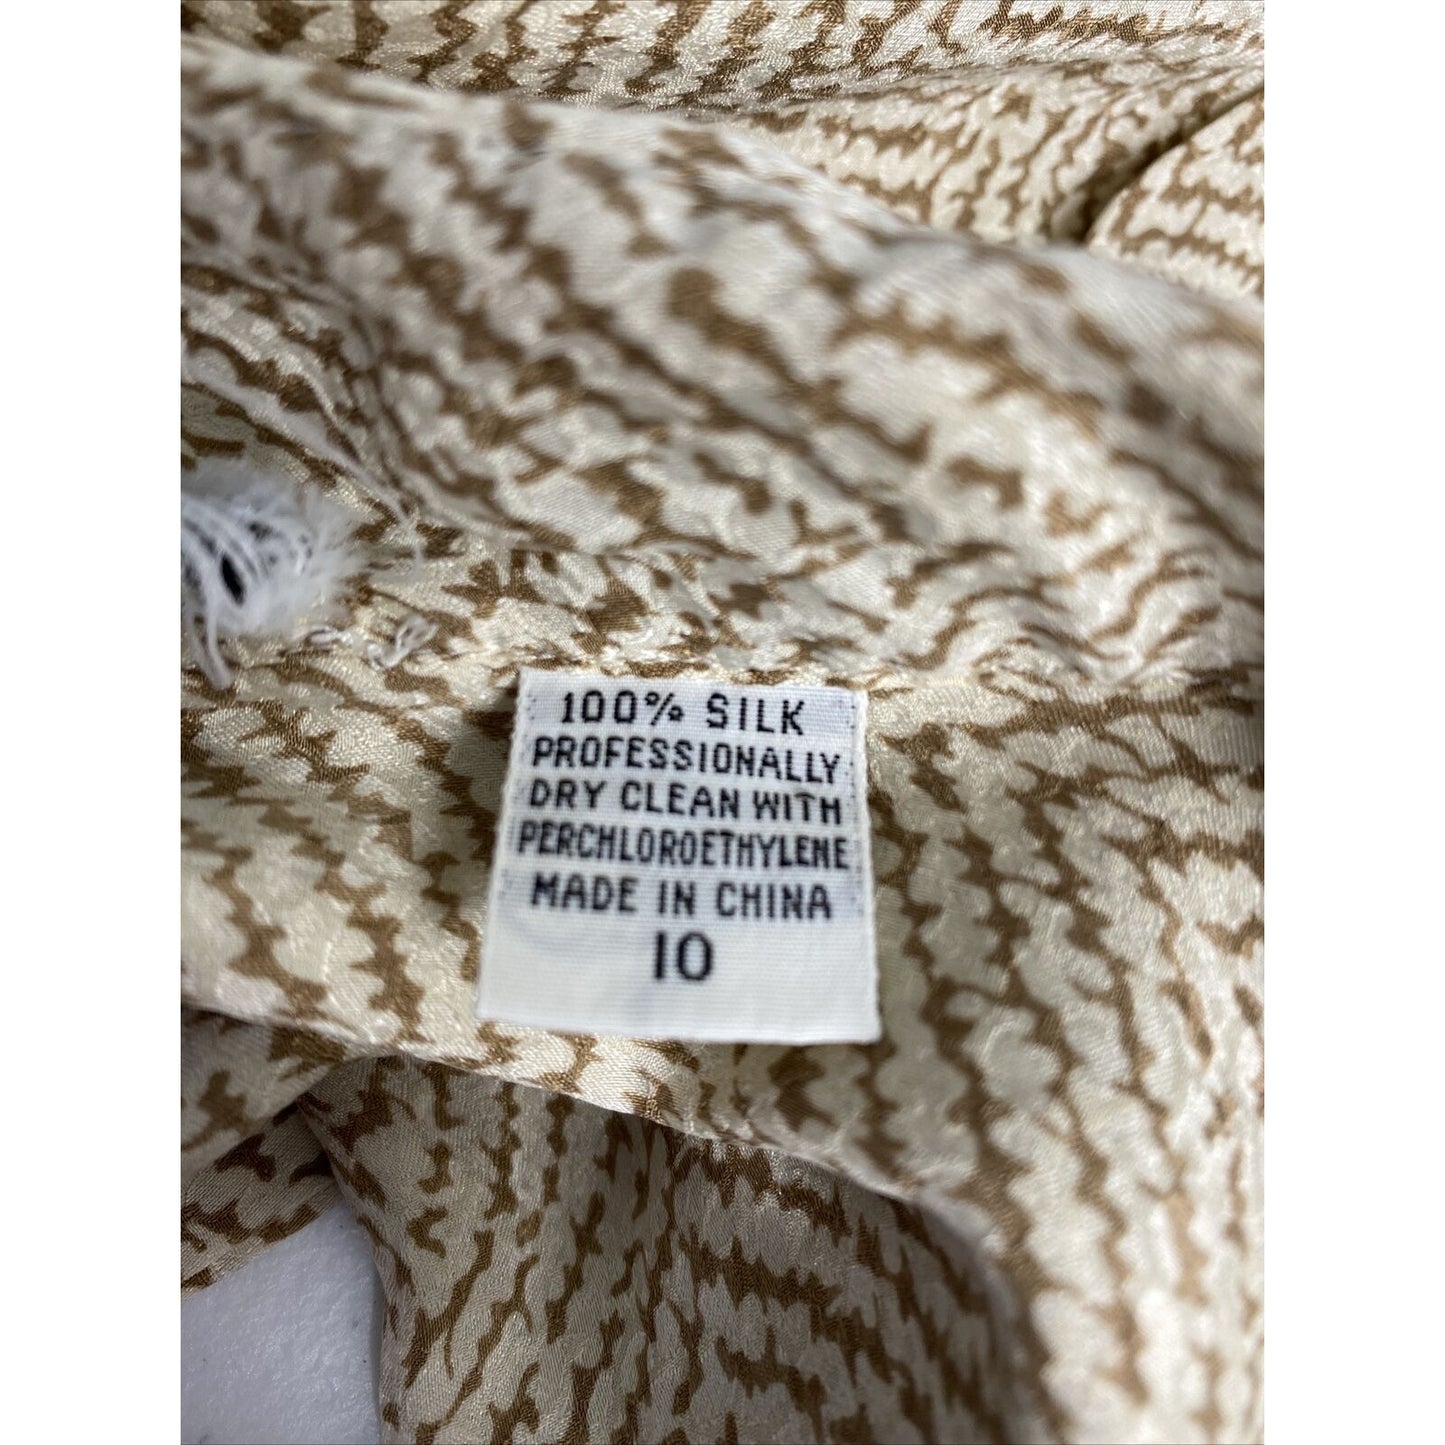 100% SILK
PROFESSIONALLY
DRY CLEAN WITH
PERCHLOROETHYLENE
MADE IN CHINA
10